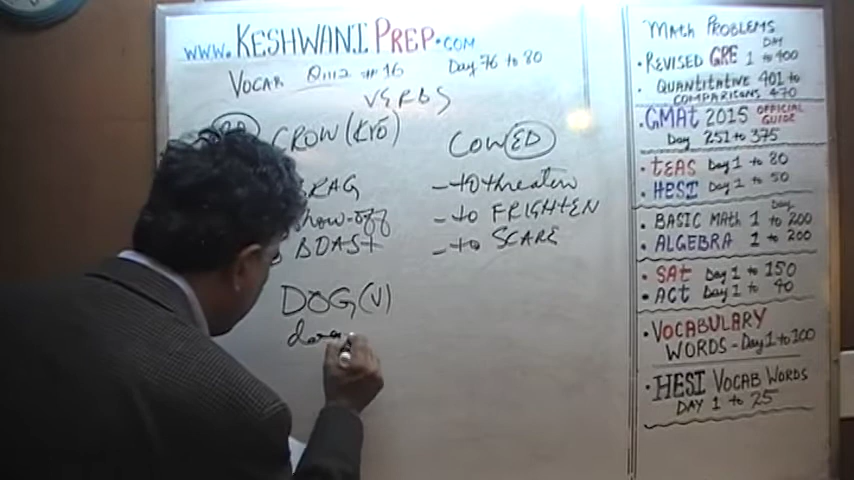 www.KESHWANIPREP.COM
VOCAB QUIZ #16 Day 76 to 80
VERBS
CROW (krō)
COWED
BRAG
show-off
BOAST
- to threaten
- to FRIGHTEN
- to SCARE
DOG (V)
MATH PROBLEMS
• REVISED GRE DAY 1 to 400
• QUANTITATIVE 401 to
COMPARISONS 470
• GMAt 2015 OFFICIAL GUIDE
Day 251 to 375
• tEAS Day 1 to 80
• HESI Day 1 to 50
• BASIC MAth Day 1 to 200
• ALGEBRA 1 to 200
• SAt Day 1 to 150
• ACt Day 1 to 40
• VOCABULARY
WORDS - Day 1 to 100
• HESI VOCAB WORDS
DAY 1 to 25